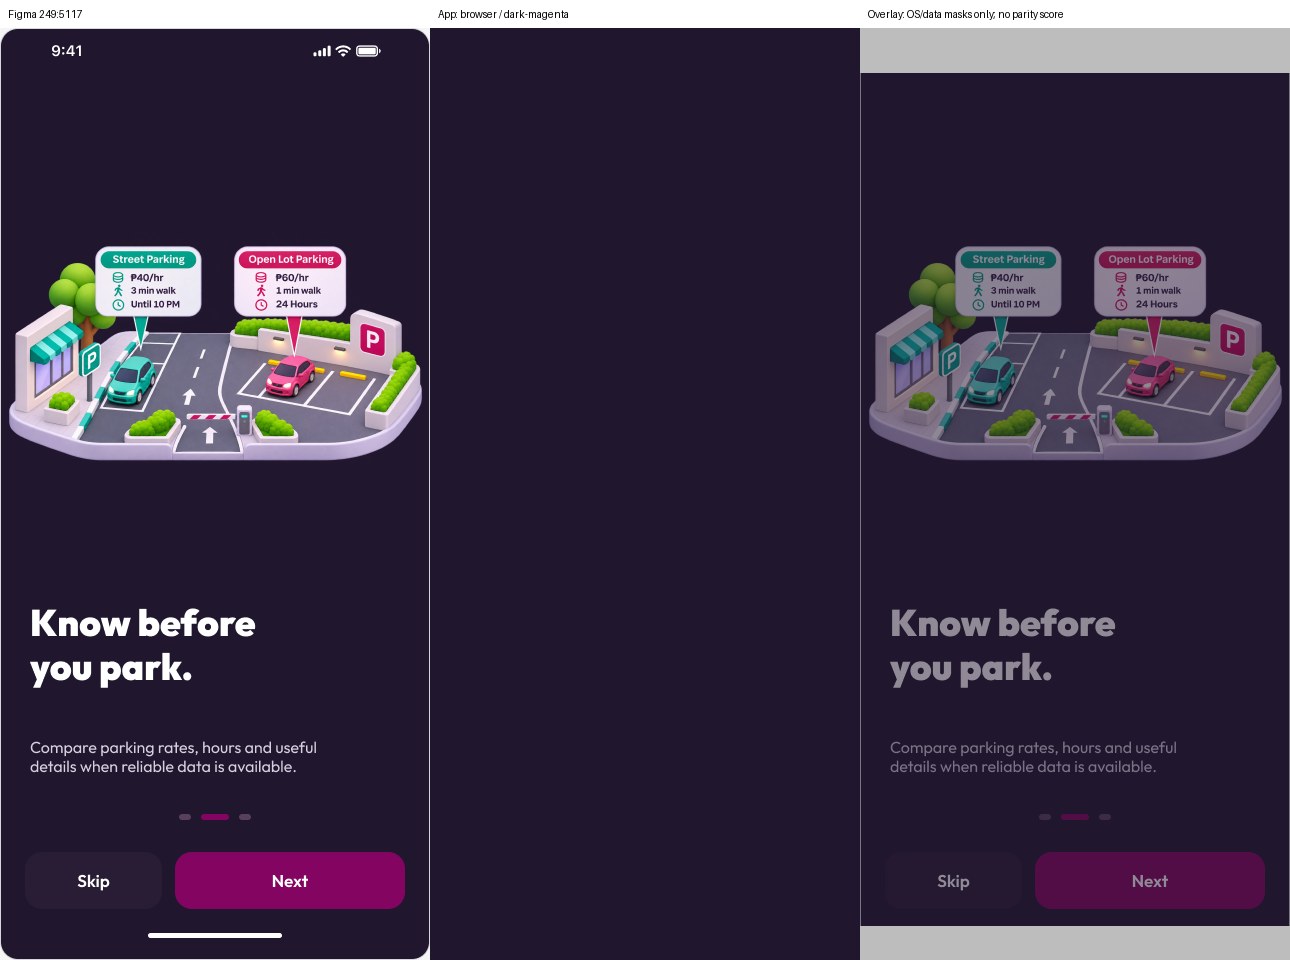 Figma 249:5117
App: browser / dark-magenta
Overlay: OS/data masks only; no parity score
9:41
Street Parking
₱40/hr
3 min walk
Until 10 PM
Open Lot Parking
₱60/hr
1 min walk
24 Hours
P
P
Know before
you park.
Compare parking rates, hours and useful
details when reliable data is available.
Skip
Next
Street Parking
₱40/hr
3 min walk
Until 10 PM
Open Lot Parking
₱60/hr
1 min walk
24 Hours
P
P
Know before
you park.
Compare parking rates, hours and useful
details when reliable data is available.
Skip
Next